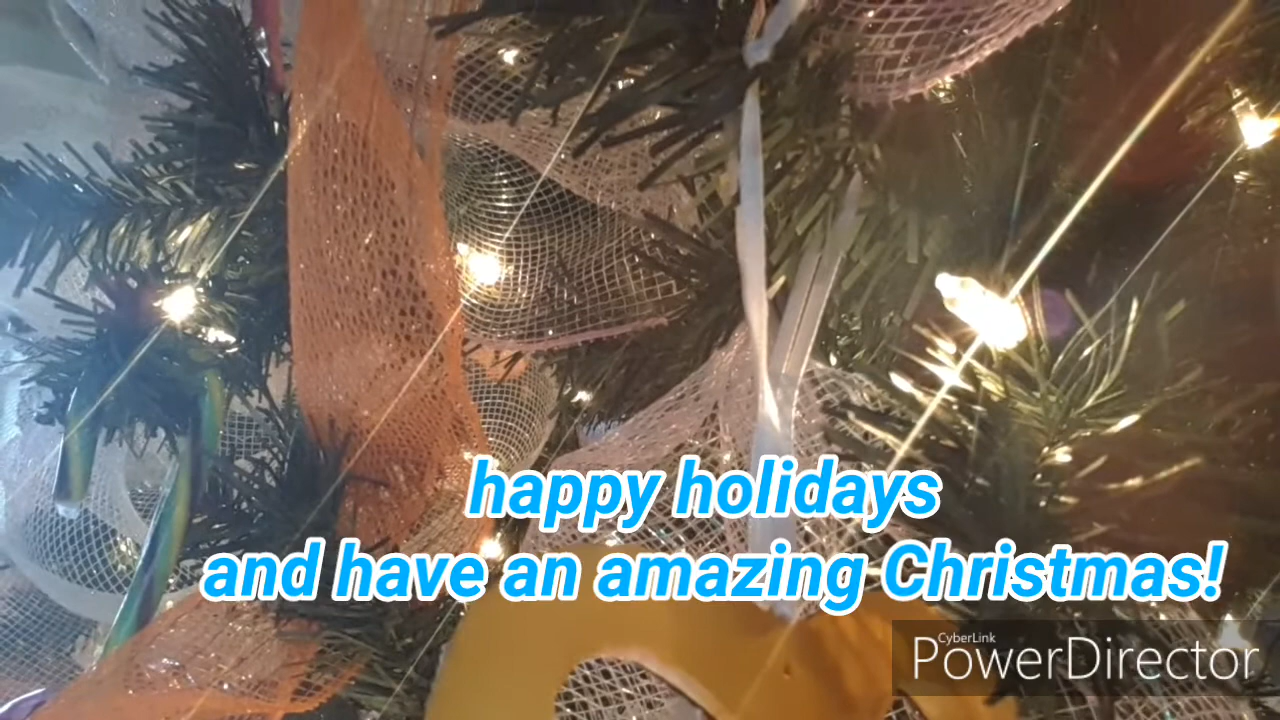 happy holidays
and have an amazing Christmas!
CyberLink
PowerDirector